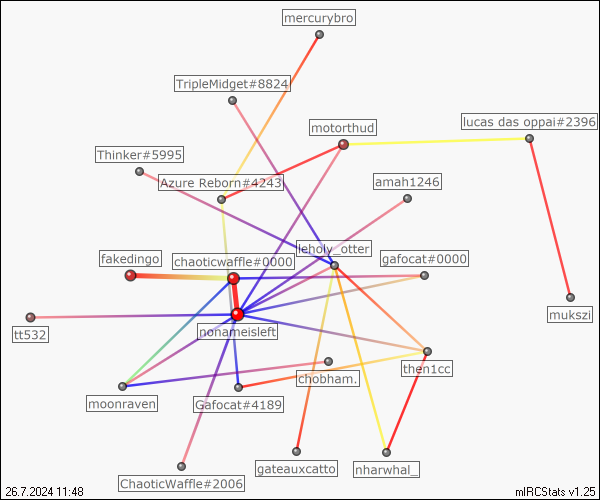 mercurybro
TripleMidget#8824
lucas das oppai#2396
motorthud
Thinker#5995
Azure Reborn#4243
amah1246
leholy_otter
fakedingo
chaoticwaffle#0000
gafocat#0000
mukszi
tt532
nonameisleft
then1cc
chobham.
moonraven
Gafocat#4189
gateauxcatto
nharwhal_
ChaoticWaffle#2006
26.7.2024 11:48
mIRCStats v1.25